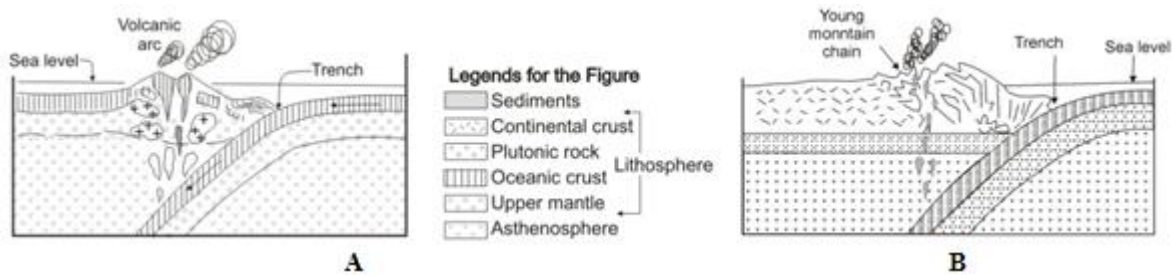 Volcanic
arc
Sea level
Trench
A
Legends for the Figure
Sediments
Continental crust
Plutonic rock
Oceanic crust
Upper mantle
Asthenosphere
Lithosphere
Young
monntain
chain
Trench
Sea level
B